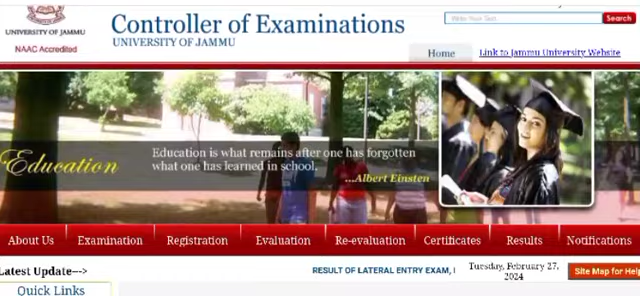 UNIVERSITY OF JAMMU
NAAC Accredited
Controller of Examinations
UNIVERSITY OF JAMMU
Write Your Text
Search
Home
Link to Jammu University Website
Education
Education is what remains after one has forgotten
what one has learned in school.
...Albert Einsten
About Us
Examination
Registration
Evaluation
Re-evaluation
Certificates
Results
Notifications
Latest Update--->
RESULT OF LATERAL ENTRY EXAM,
Tuesday, February 27,
2024
Site Map for Help
Quick Links